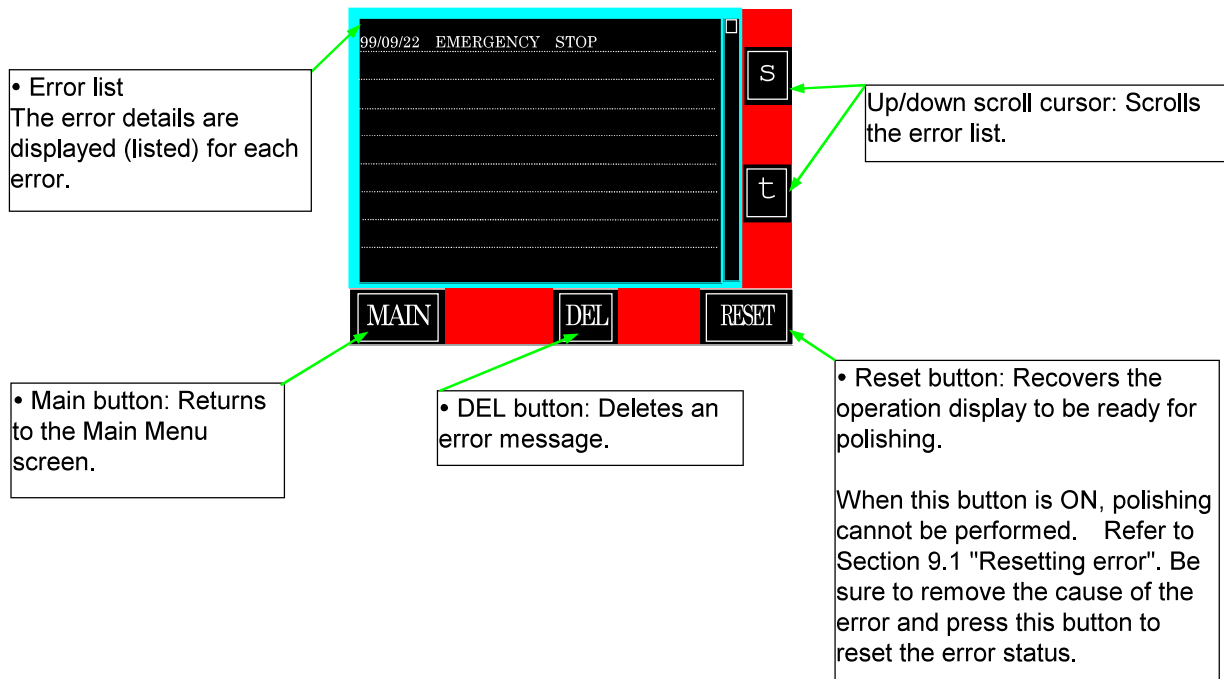 99/09/22 EMERGENCY STOP
s
t
MAIN
DEL
RESET
• Error list
The error details are
displayed (listed) for each
error.
Up/down scroll cursor: Scrolls
the error list.
• Main button: Returns
to the Main Menu
screen.
• DEL button: Deletes an
error message.
• Reset button: Recovers the
operation display to be ready for
polishing.
When this button is ON, polishing
cannot be performed. Refer to
Section 9.1 "Resetting error". Be
sure to remove the cause of the
error and press this button to
reset the error status.